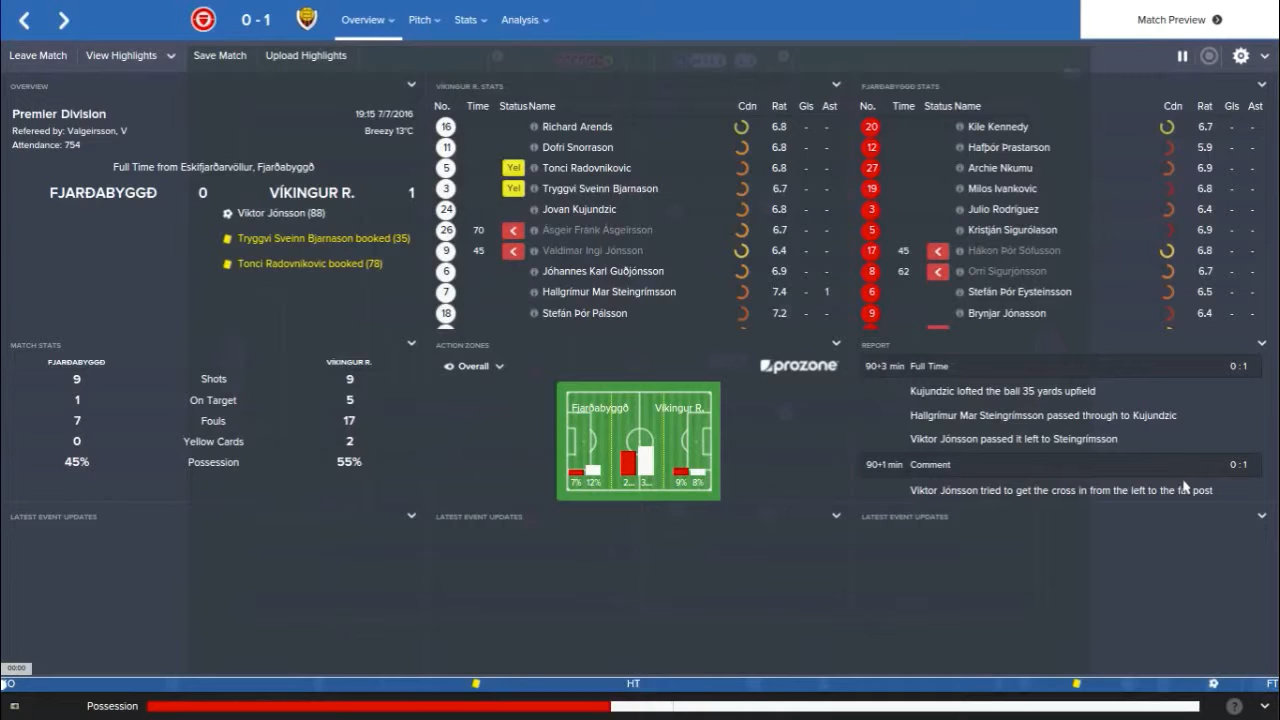 0 - 1
Overview
Pitch
Stats
Analysis
Match Preview
Leave Match
View Highlights
Save Match
Upload Highlights
OVERVIEW
Premier Division
19:15 7/7/2016
Refereed by: Valgeirsson, V
Breezy 13°C
Attendance: 754
Full Time from Eskifjarðarvöllur, Fjarðabyggð
FJARÐABYGGÐ 0 VÍKINGUR R. 1
Viktor Jónsson (88)
Tryggvi Sveinn Bjarnason booked (35)
Tonci Radovnikovic booked (78)
VÍKINGUR R. STATS
No. Time Status Name Cdn Rat Gls Ast
16 Richard Arends 6.8 - -
11 Dofri Snorrason 6.8 - -
5 Yel Tonci Radovnikovic 6.8 - -
3 Yel Tryggvi Sveinn Bjarnason 6.7 - -
24 Jovan Kujundzic 6.8 - -
26 70 Ásgeir Frank Ásgeirsson 6.7 - -
9 45 Valdimar Ingi Jónsson 6.4 - -
6 Jóhannes Karl Guðjónsson 6.9 - -
7 Hallgrímur Mar Steingrímsson 7.4 - 1
18 Stefán Þór Pálsson 7.2 - -
FJARÐABYGGÐ STATS
No. Time Status Name Cdn Rat Gls Ast
20 Kile Kennedy 6.7 - -
12 Hafþór Þrastarson 5.9 - -
27 Archie Nkumu 6.9 - -
19 Milos Ivankovic 6.8 - -
3 Julio Rodríguez 6.4 - -
5 Kristján Sigurólason 6.9 - -
17 45 Hákon Þór Sófusson 6.8 - -
8 62 Orri Sigurjónsson 6.7 - -
6 Stefán Þór Eysteinsson 6.5 - -
9 Brynjar Jónasson 6.4 - -
MATCH STATS
FJARÐABYGGÐ VÍKINGUR R.
9 Shots 9
1 On Target 5
7 Fouls 17
0 Yellow Cards 2
45% Possession 55%
ACTION ZONES
Overall
prozone
Fjarðabyggð Víkingur R.
7% 12% 2... 3... 9% 8%
REPORT
90+3 min Full Time 0 : 1
Kujundzic lofted the ball 35 yards upfield
Hallgrímur Mar Steingrímsson passed through to Kujundzic
Viktor Jónsson passed it left to Steingrímsson
90+1 min Comment 0 : 1
Viktor Jónsson tried to get the cross in from the left to the far post
LATEST EVENT UPDATES
LATEST EVENT UPDATES
LATEST EVENT UPDATES
00:00
KO HT FT
Possession